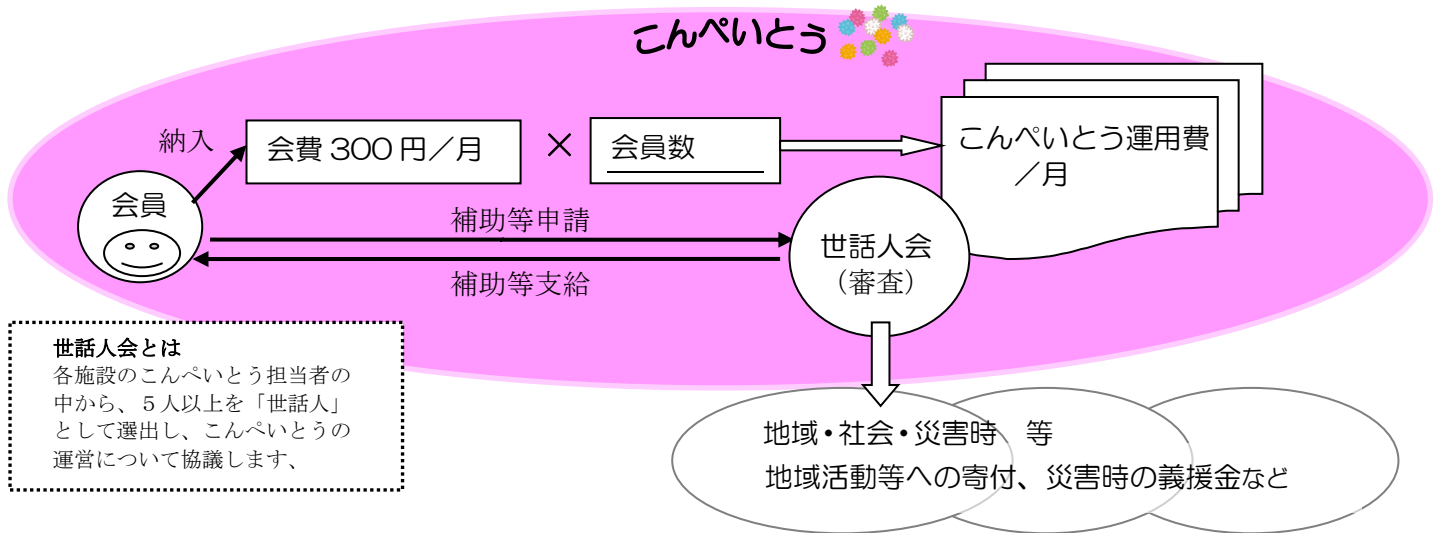 こんぺいとう
納入
会費 300 円／月
×
会員数
こんぺいとう運用費
／月
会員
補助等申請
補助等支給
世話人会
（審査）
世話人会とは
各施設のこんぺいとう担当者の
中から、５人以上を「世話人」
として選出し、こんぺいとうの
運営について協議します、
地域・社会・災害時　等
地域活動等への寄付、災害時の義援金など